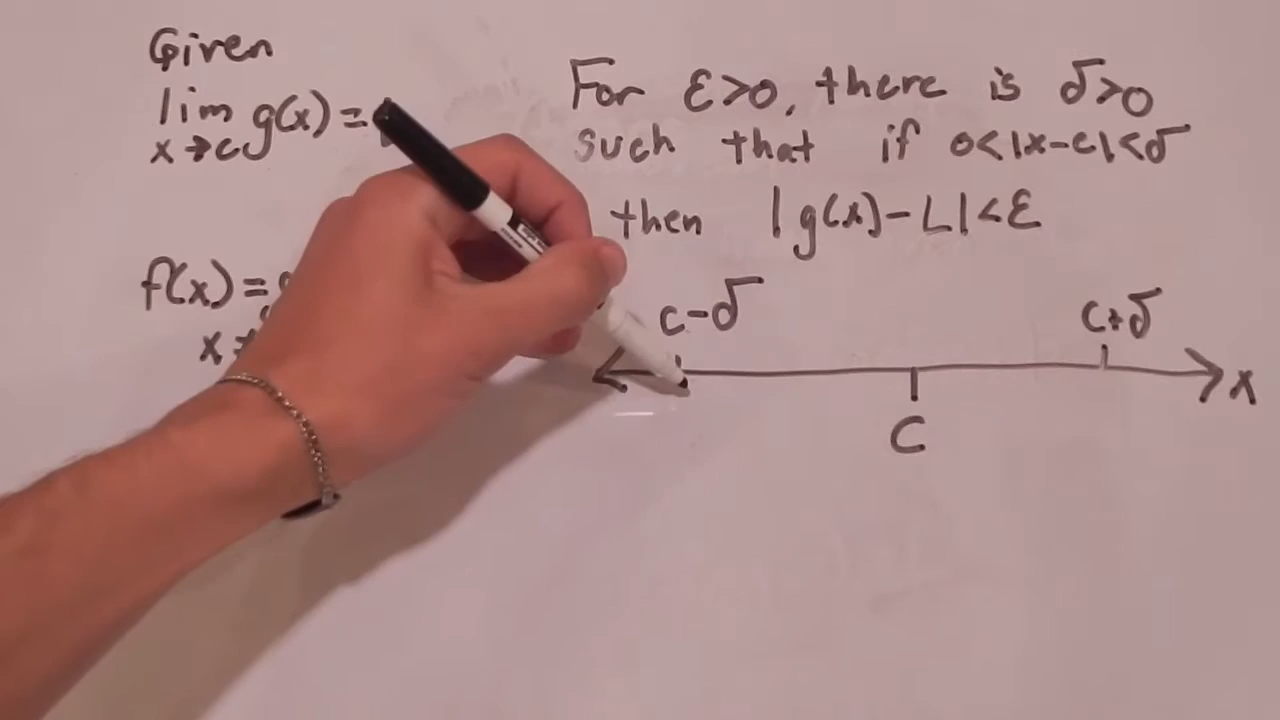 Given
lim g(x) =
x→c
f(x) = g
x ≠
For ε>0, there is δ>0
such that if 0<|x-c|<δ
then |g(x)-L|<ε
c-δ
c+δ
x
C